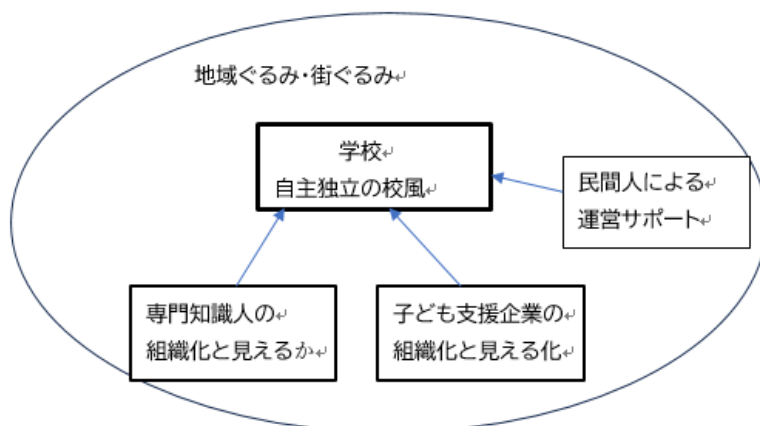 地域ぐるみ・街ぐるみ↵
学校↵
自主独立の校風↵
民間人による↵
運営サポート↵
専門知識人の↵
組織化と見えるか↵
子ども支援企業の↵
組織化と見える化↵